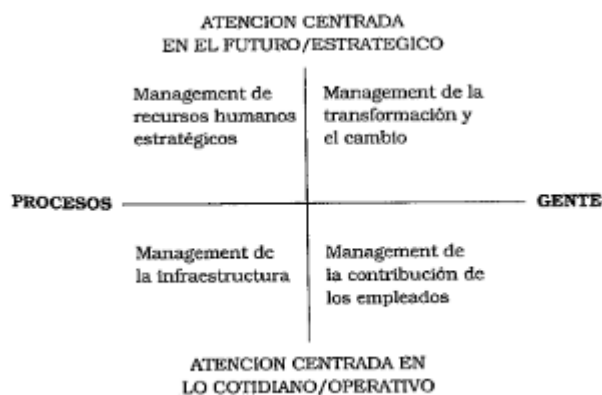 ATENCION CENTRADA
EN EL FUTURO/ESTRATEGICO
Management de
recursos humanos
estratégicos
Management de la
transformación y
el cambio
PROCESOS
GENTE
Management de
la infraestructura
Management de
la contribución de
los empleados
ATENCION CENTRADA EN
LO COTIDIANO/OPERATIVO